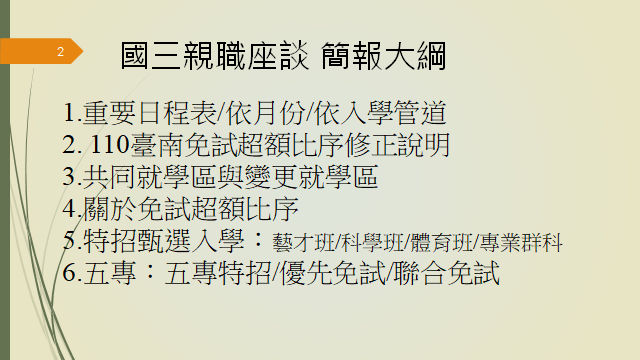 2
國三親職座談 簡報大綱
1.重要日程表/依月份/依入學管道
2. 110臺南免試超額比序修正說明
3.共同就學區與變更就學區
4.關於免試超額比序
5.特招甄選入學：藝才班/科學班/體育班/專業群科
6.五專：五專特招/優先免試/聯合免試